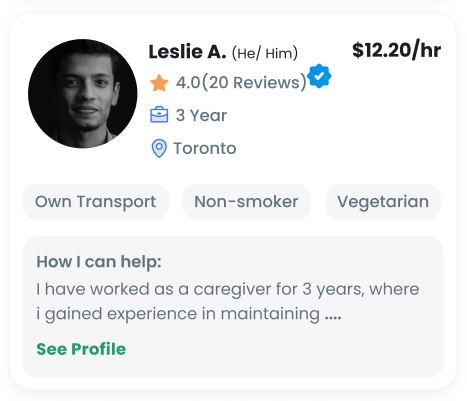 Leslie A. (He/ Him) $12.20/hr
4.0(20 Reviews)
3 Year
Toronto
Own Transport Non-smoker Vegetarian
How I can help:
I have worked as a caregiver for 3 years, where
i gained experience in maintaining ....
See Profile